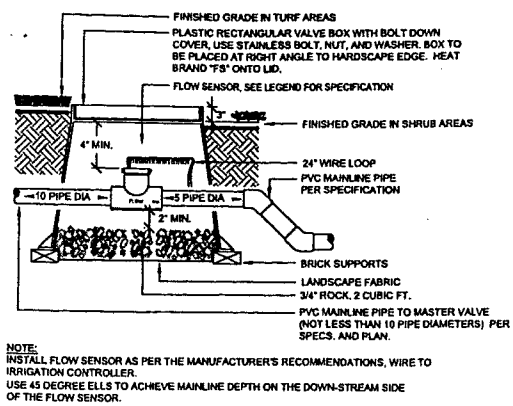 FINISHED GRADE IN TURF AREAS
PLASTIC RECTANGULAR VALVE BOX WITH BOLT DOWN
COVER, USE STAINLESS BOLT, NUT, AND WASHER. BOX TO
BE PLACED AT RIGHT ANGLE TO HARDSCAPE EDGE. HEAT
BRAND "FS" ONTO LID.
FLOW SENSOR, SEE LEGEND FOR SPECIFICATION
3"
FINISHED GRADE IN SHRUB AREAS
4" MIN.
24" WIRE LOOP
PVC MAINLINE PIPE
PER SPECIFICATION
10 PIPE DIA
5 PIPE DIA
FLOW
2" MIN.
BRICK SUPPORTS
LANDSCAPE FABRIC
3/4" ROCK, 2 CUBIC FT.
PVC MAINLINE PIPE TO MASTER VALVE
(NOT LESS THAN 10 PIPE DIAMETERS) PER
SPECS. AND PLAN.
NOTE:
INSTALL FLOW SENSOR AS PER THE MANUFACTURER'S RECOMMENDATIONS, WIRE TO
IRRIGATION CONTROLLER.
USE 45 DEGREE ELLS TO ACHIEVE MAINLINE DEPTH ON THE DOWN-STREAM SIDE
OF THE FLOW SENSOR.